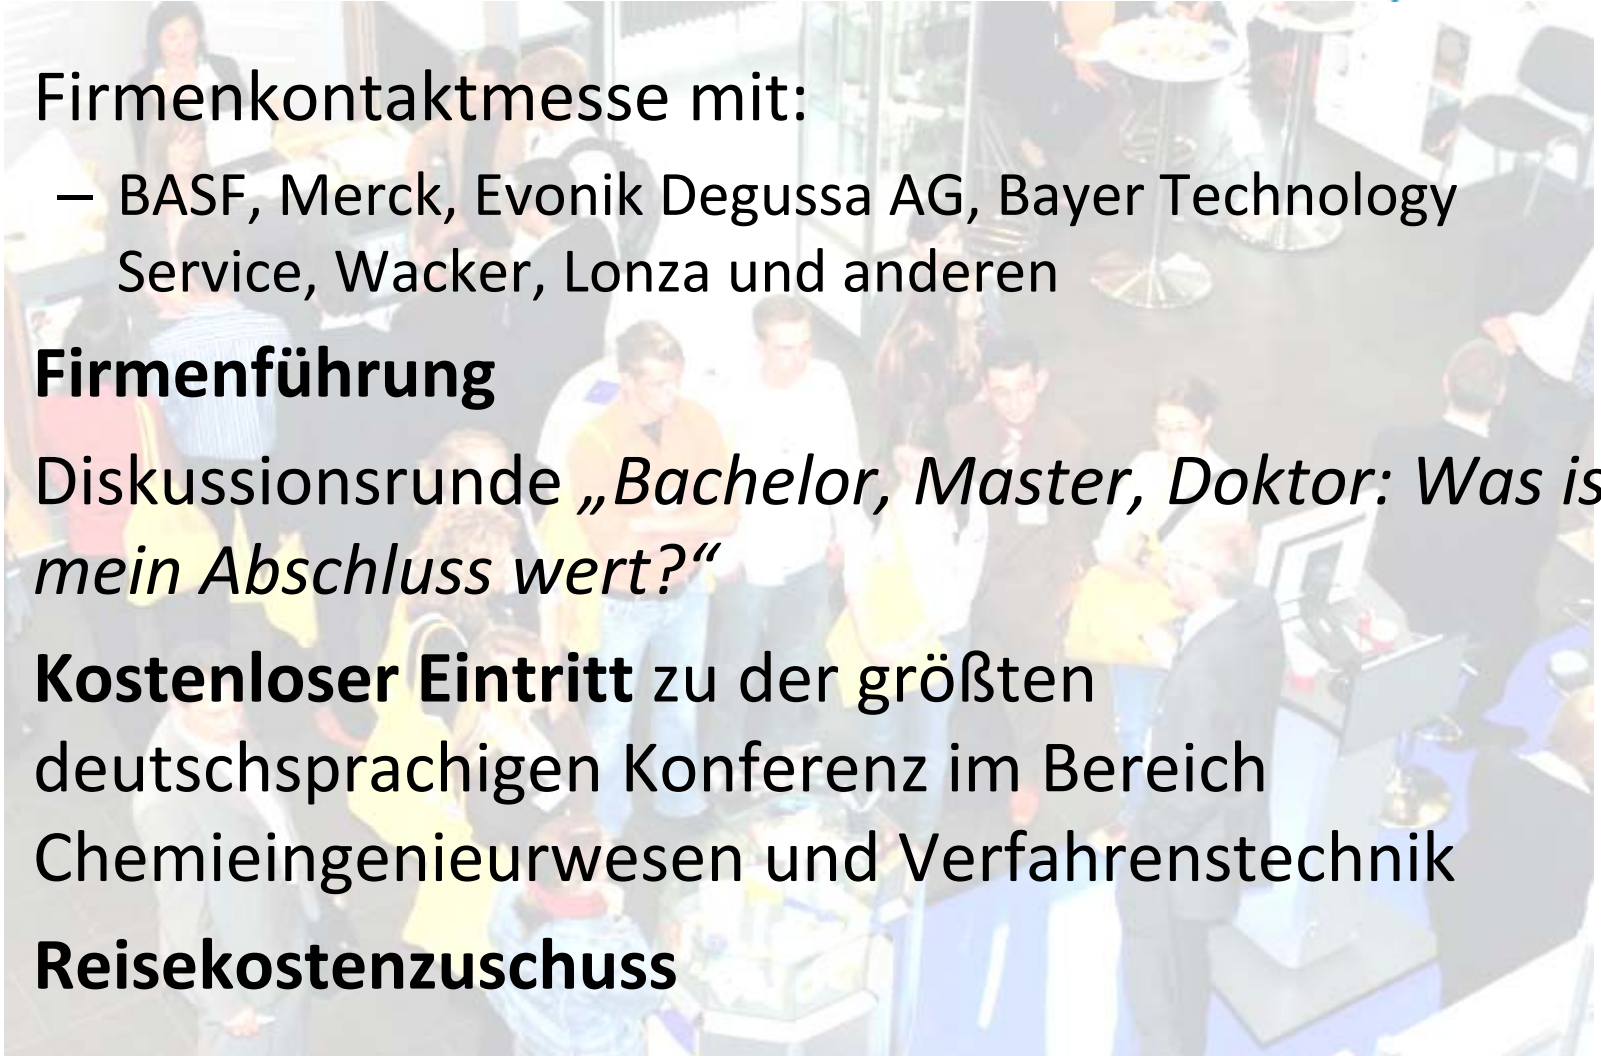 Firmenkontaktmesse mit:
– BASF, Merck, Evonik Degussa AG, Bayer Technology
Service, Wacker, Lonza und anderen
Firmenführung
Diskussionsrunde „Bachelor, Master, Doktor: Was is
mein Abschluss wert?“
Kostenloser Eintritt zu der größten
deutschsprachigen Konferenz im Bereich
Chemieingenieurwesen und Verfahrenstechnik
Reisekostenzuschuss